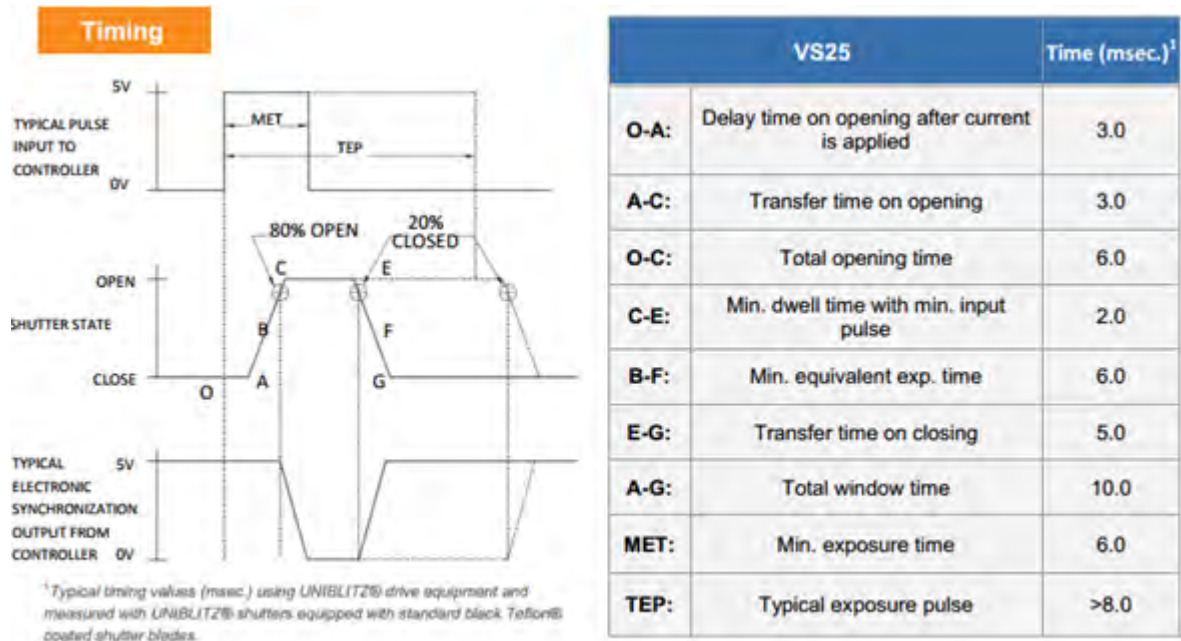 Timing
5V
TYPICAL PULSE
INPUT TO
CONTROLLER
0V
MET
TEP
80% OPEN
20%
CLOSED
C
E
OPEN
SHUTTER STATE
B
F
CLOSE
O
A
G
TYPICAL
ELECTRONIC
SYNCHRONIZATION
OUTPUT FROM
CONTROLLER
5V
0V
¹Typical timing values (msec.) using UNIBLITZ® drive equipment and
measured with UNIBLITZ® shutters equipped with standard black Teflon®
coated shutter blades.
VS25 Time (msec.)¹
O-A: Delay time on opening after current
is applied 3.0
A-C: Transfer time on opening 3.0
O-C: Total opening time 6.0
C-E: Min. dwell time with min. input
pulse 2.0
B-F: Min. equivalent exp. time 6.0
E-G: Transfer time on closing 5.0
A-G: Total window time 10.0
MET: Min. exposure time 6.0
TEP: Typical exposure pulse >8.0